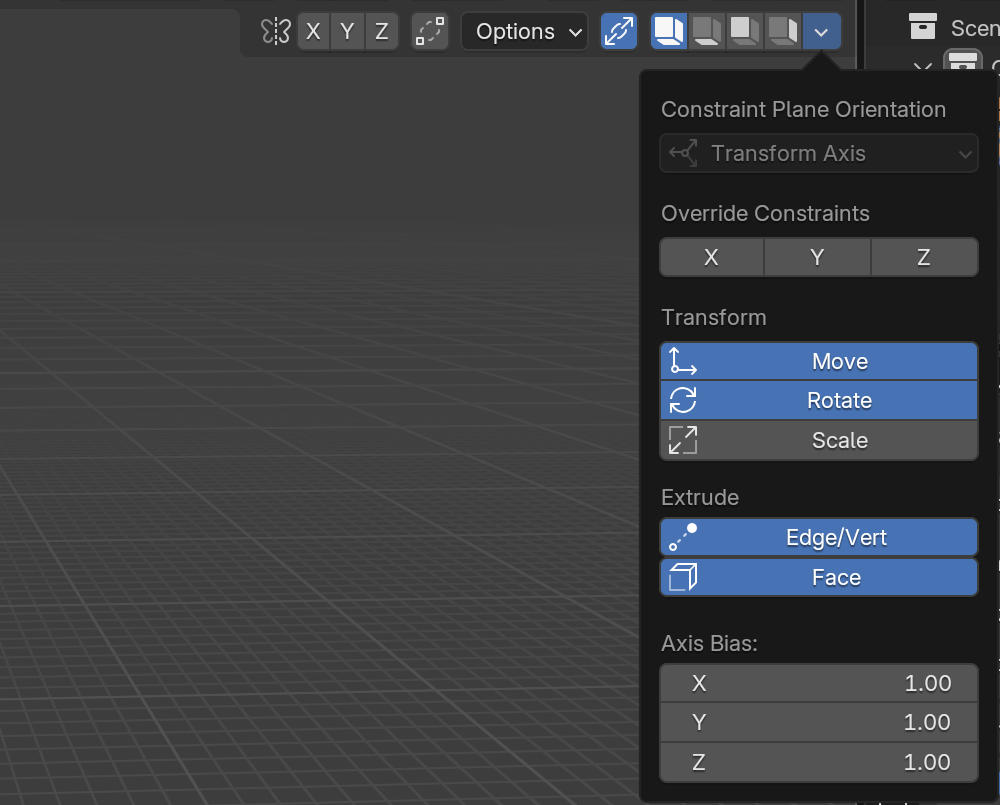 X Y Z Options
Scen
Constraint Plane Orientation
Transform Axis
Override Constraints
X Y Z
Transform
Move
Rotate
Scale
Extrude
Edge/Vert
Face
Axis Bias:
X 1.00
Y 1.00
Z 1.00